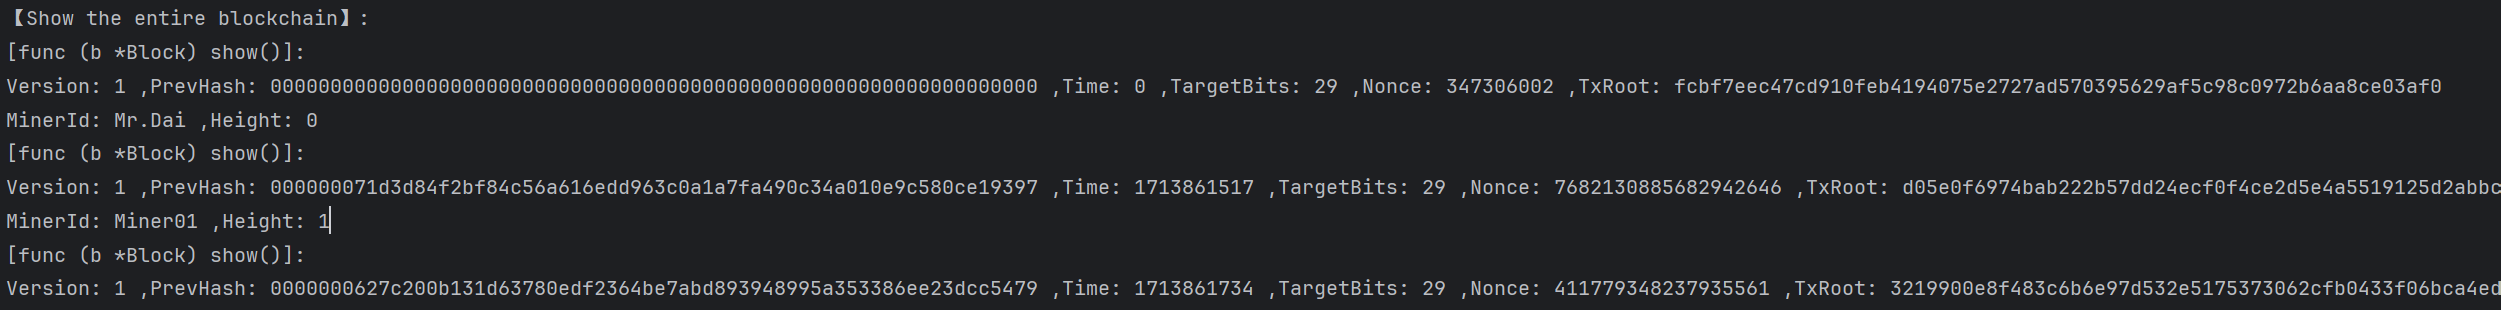 【Show the entire blockchain】:
[func (b *Block) show()]:
Version: 1 ,PrevHash: 0000000000000000000000000000000000000000000000000000000000000000 ,Time: 0 ,TargetBits: 29 ,Nonce: 347306002 ,TxRoot: fcbf7eec47cd910feb4194075e2727ad570395629af5c98c0972b6aa8ce03af0
MinerId: Mr.Dai ,Height: 0
[func (b *Block) show()]:
Version: 1 ,PrevHash: 000000071d3d84f2bf84c56a616edd963c0a1a7fa490c34a010e9c580ce19397 ,Time: 1713861517 ,TargetBits: 29 ,Nonce: 7682130885682942646 ,TxRoot: d05e0f6974bab222b57dd24ecf0f4ce2d5e4a5519125d2abbc
MinerId: Miner01 ,Height: 1
[func (b *Block) show()]:
Version: 1 ,PrevHash: 0000000627c200b131d63780edf2364be7abd893948995a353386ee23dcc5479 ,Time: 1713861734 ,TargetBits: 29 ,Nonce: 411779348237935561 ,TxRoot: 3219900e8f483c6b6e97d532e5175373062cfb0433f06bca4ed